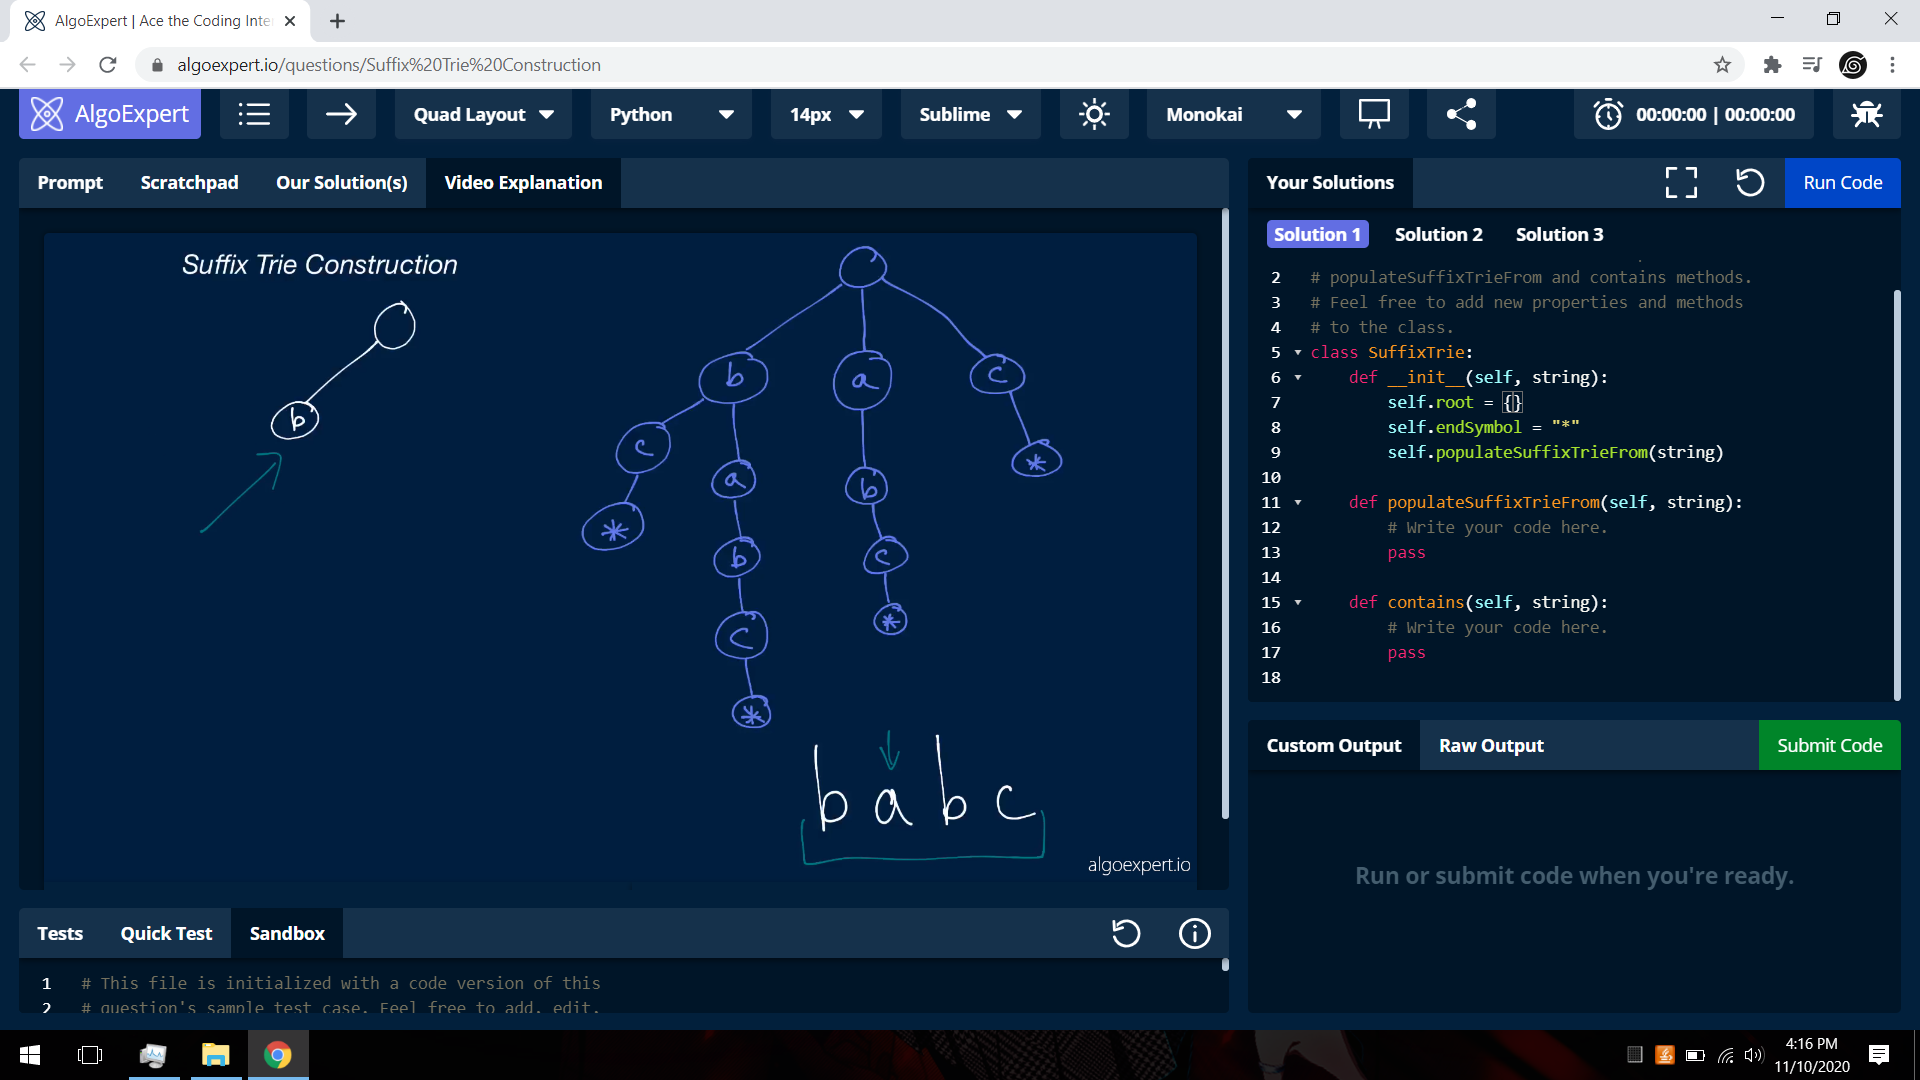 AlgoExpert | Ace the Coding Inte
algoexpert.io/questions/Suffix%20Trie%20Construction
AlgoExpert
Quad Layout
Python
14px
Sublime
Monokai
00:00:00 | 00:00:00
Prompt
Scratchpad
Our Solution(s)
Video Explanation
Suffix Trie Construction
b
b
a
c
c
a
b
*
*
b
c
c
*
*
b a b c
algoexpert.io
Your Solutions
Run Code
Solution 1
Solution 2
Solution 3
2 # populateSuffixTrieFrom and contains methods.
3 # Feel free to add new properties and methods
4 # to the class.
5 class SuffixTrie:
6 def __init__(self, string):
7 self.root = {}
8 self.endSymbol = "*"
9 self.populateSuffixTrieFrom(string)
10
11 def populateSuffixTrieFrom(self, string):
12 # Write your code here.
13 pass
14
15 def contains(self, string):
16 # Write your code here.
17 pass
18
Custom Output
Raw Output
Submit Code
Run or submit code when you're ready.
Tests
Quick Test
Sandbox
1 # This file is initialized with a code version of this
2 # question's sample test case. Feel free to add, edit,
4:16 PM
11/10/2020